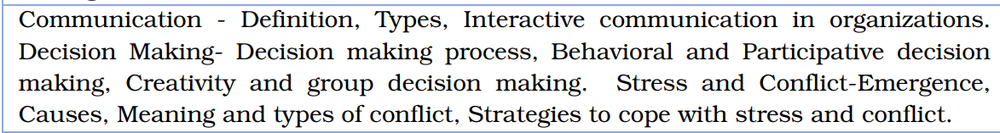 Communication - Definition, Types, Interactive communication in organizations.
Decision Making- Decision making process, Behavioral and Participative decision
making, Creativity and group decision making. Stress and Conflict-Emergence,
Causes, Meaning and types of conflict, Strategies to cope with stress and conflict.